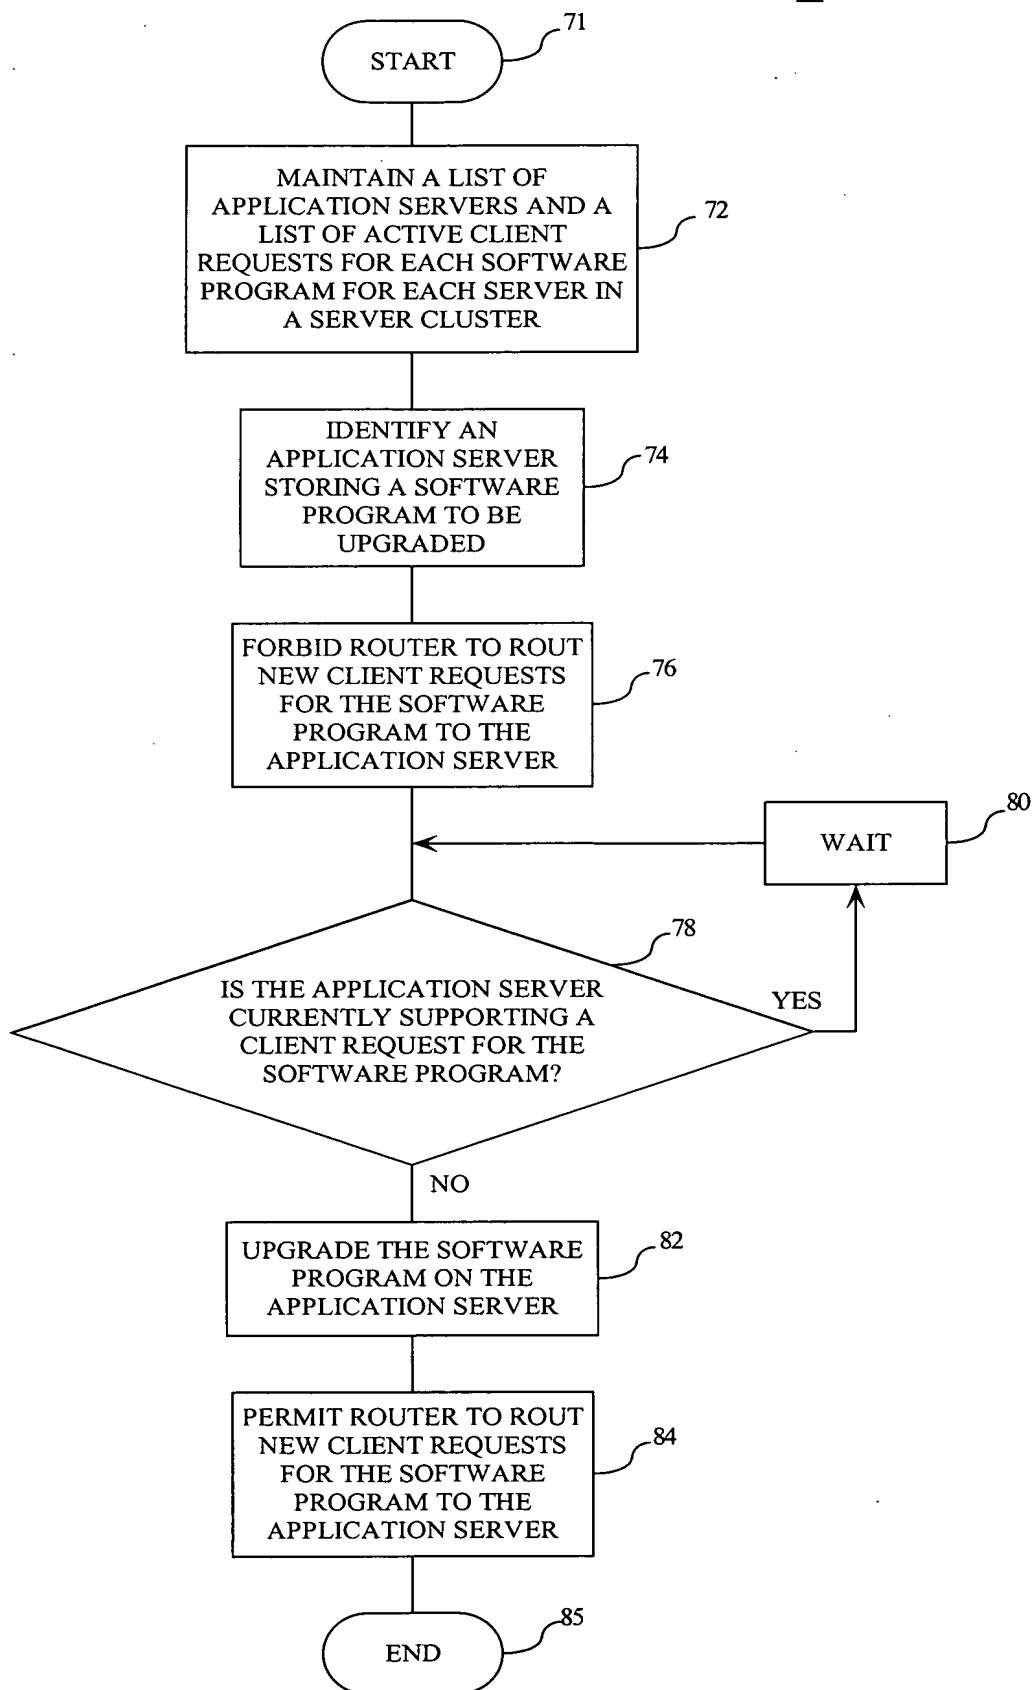 71
START
MAINTAIN A LIST OF
APPLICATION SERVERS AND A
LIST OF ACTIVE CLIENT
REQUESTS FOR EACH SOFTWARE
PROGRAM FOR EACH SERVER IN
A SERVER CLUSTER
72
IDENTIFY AN
APPLICATION SERVER
STORING A SOFTWARE
PROGRAM TO BE
UPGRADED
74
FORBID ROUTER TO ROUT
NEW CLIENT REQUESTS
FOR THE SOFTWARE
PROGRAM TO THE
APPLICATION SERVER
76
80
WAIT
78
IS THE APPLICATION SERVER
CURRENTLY SUPPORTING A
CLIENT REQUEST FOR THE
SOFTWARE PROGRAM?
YES
NO
UPGRADE THE SOFTWARE
PROGRAM ON THE
APPLICATION SERVER
82
PERMIT ROUTER TO ROUT
NEW CLIENT REQUESTS
FOR THE SOFTWARE
PROGRAM TO THE
APPLICATION SERVER
84
END
85